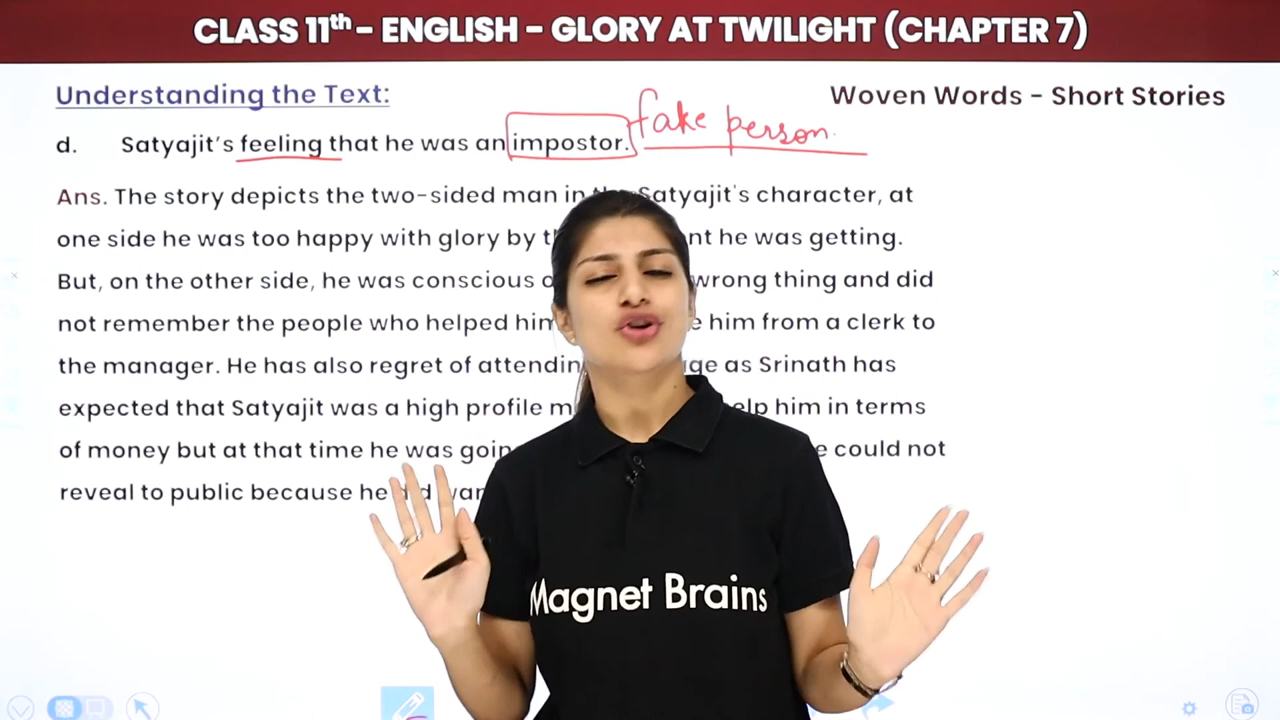 CLASS 11th – ENGLISH – GLORY AT TWILIGHT (CHAPTER 7)
Understanding the Text:
Woven Words – Short Stories
d. Satyajit’s feeling that he was an impostor. fake person.
Ans. The story depicts the two-sided man in the Satyajit's character, at
one side he was too happy with glory by nt he was getting.
But, on the other side, he was conscious wrong thing and did
not remember the people who helped him e him from a clerk to
the manager. He has also regret of attendin ge as Srinath has
expected that Satyajit was a high profile m elp him in terms
of money but at that time he was goin e could not
reveal to public because he did wan
Magnet Brains